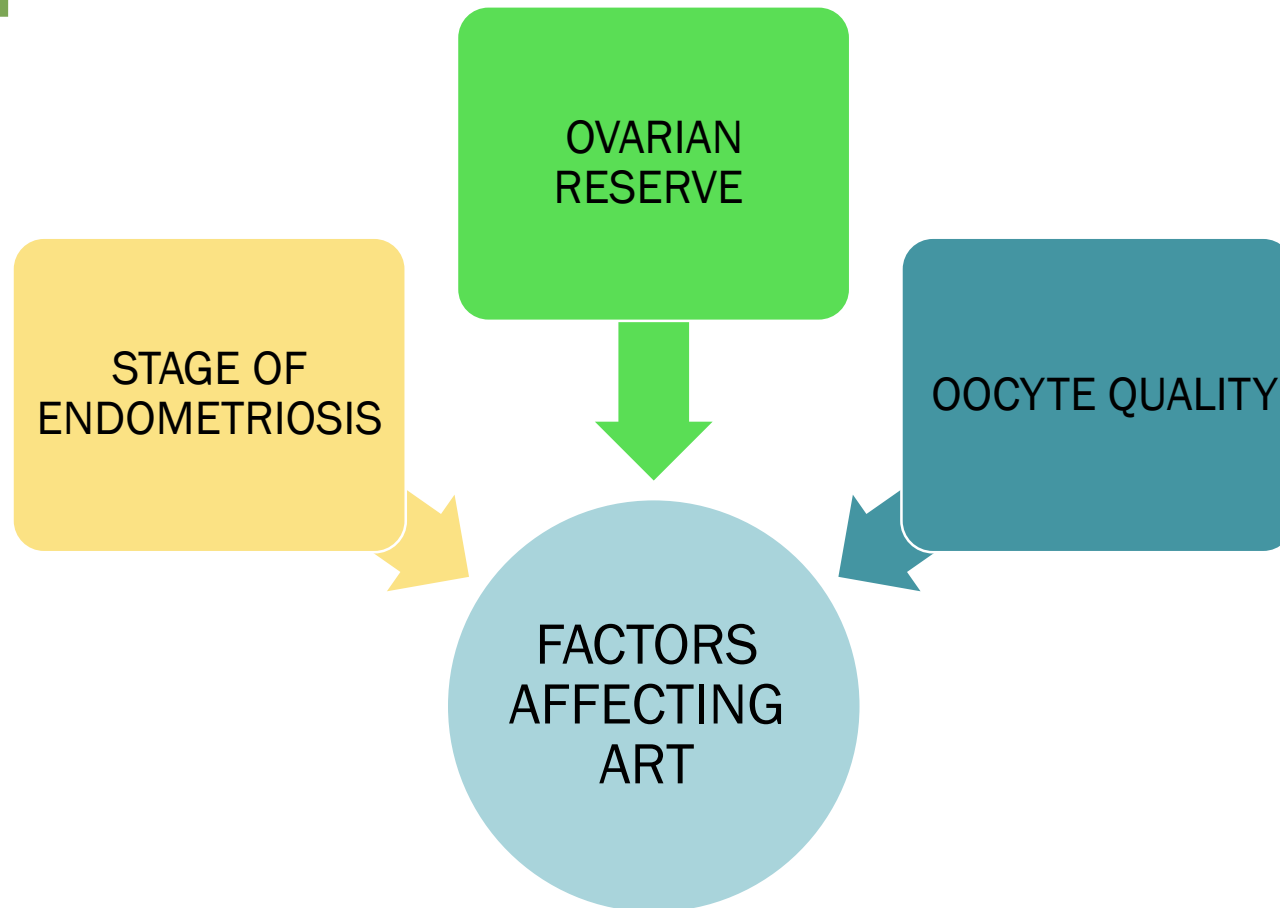 OVARIAN
RESERVE
STAGE OF
ENDOMETRIOSIS
OOCYTE QUALITY
FACTORS
AFFECTING
ART